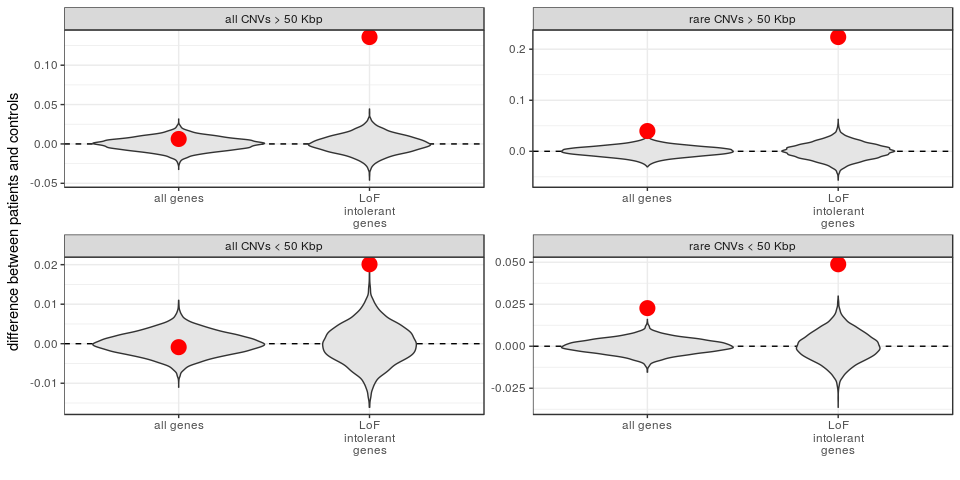 all CNVs > 50 Kbp
rare CNVs > 50 Kbp
difference between patients and controls
0.10
0.05
0.00
-0.05
0.2
0.1
0.0
all genes
LoF
intolerant
genes
all genes
LoF
intolerant
genes
all CNVs < 50 Kbp
rare CNVs < 50 Kbp
0.02
0.01
0.00
-0.01
0.050
0.025
0.000
-0.025
all genes
LoF
intolerant
genes
all genes
LoF
intolerant
genes